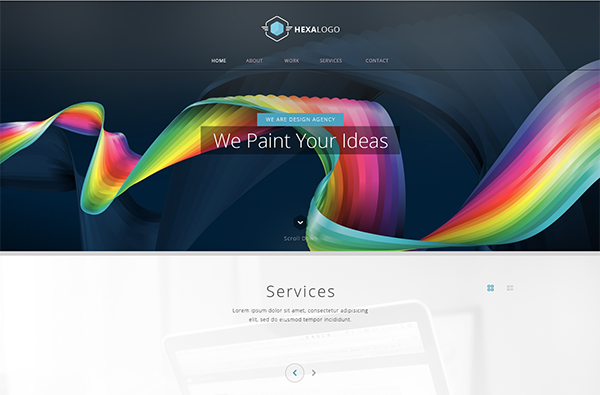 HEXALOGO
HOME ABOUT WORK SERVICES CONTACT
WE ARE DESIGN AGENCY
We Paint Your Ideas
Scroll Down
Services
Lorem ipsum dolor sit amet, consectetur adipisicing
elit, sed do eiusmod tempor incididunt.